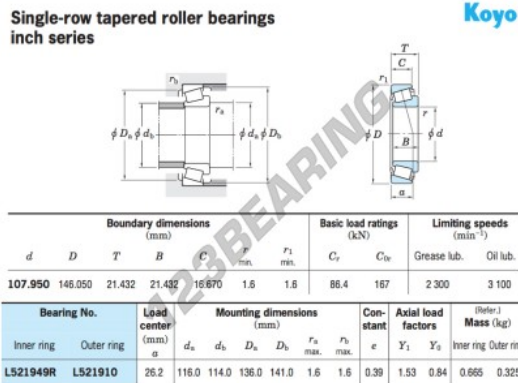 Single-row tapered roller bearings
inch series
Koyo
T
C
r1
r
φD
B
φd
a
rb
ra
φDa φdb
φda φDb
123BEARING
Boundary dimensions
(mm)
Basic load ratings
(kN)
Limiting speeds
(min-1)
d D T B C r min. r1 min. Cr C0r Grease lub. Oil lub.
107.950 146.050 21.432 21.432 16.670 1.6 1.6 86.4 167 2 300 3 100
Bearing No.
Load center (mm) a
Mounting dimensions
(mm)
Constant e
Axial load factors
(Refer.)
Mass (kg)
Inner ring Outer ring da db Da Db ra max. rb max. Y1 Y0 Inner ring Outer rin
L521949R L521910 26.2 116.0 114.0 136.0 141.0 1.6 1.6 0.39 1.53 0.84 0.665 0.325